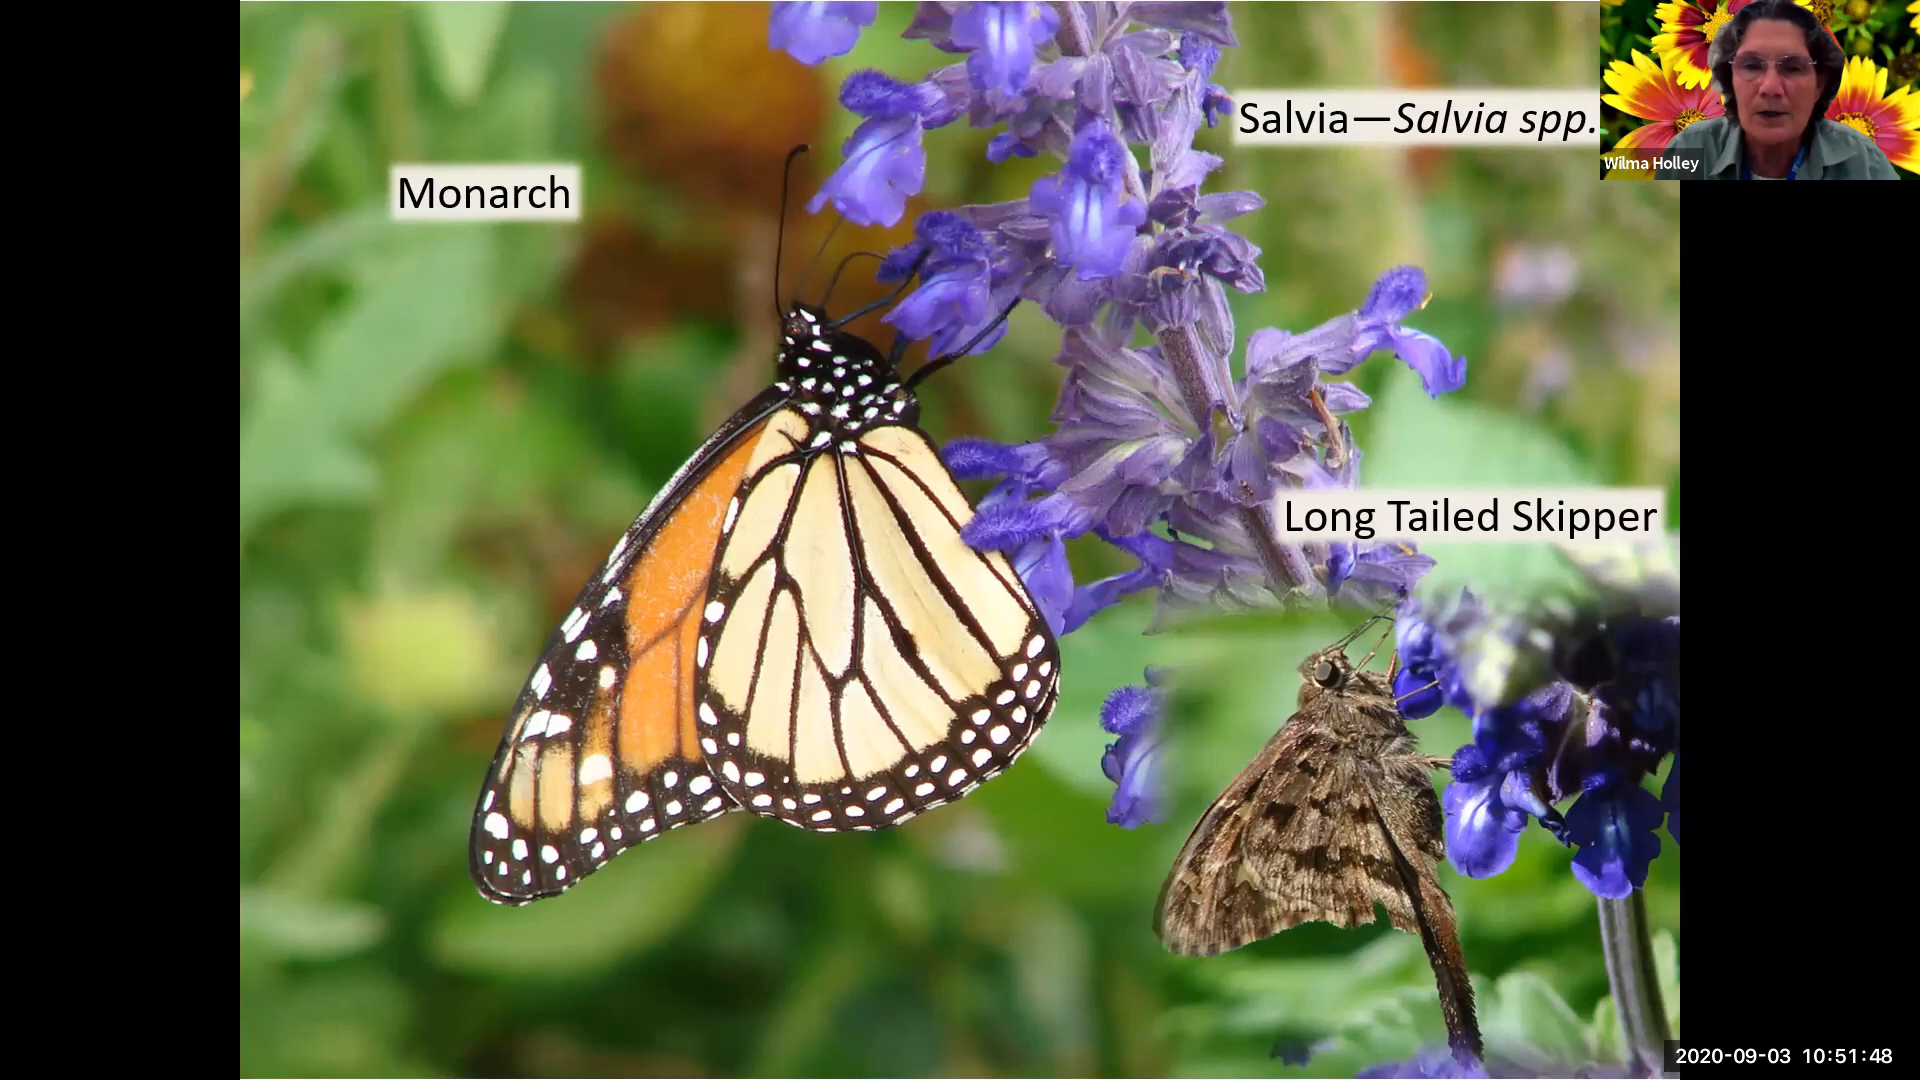 Salvia—Salvia spp.
Wilma Holley
Monarch
Long Tailed Skipper
2020-09-03 10:51:48